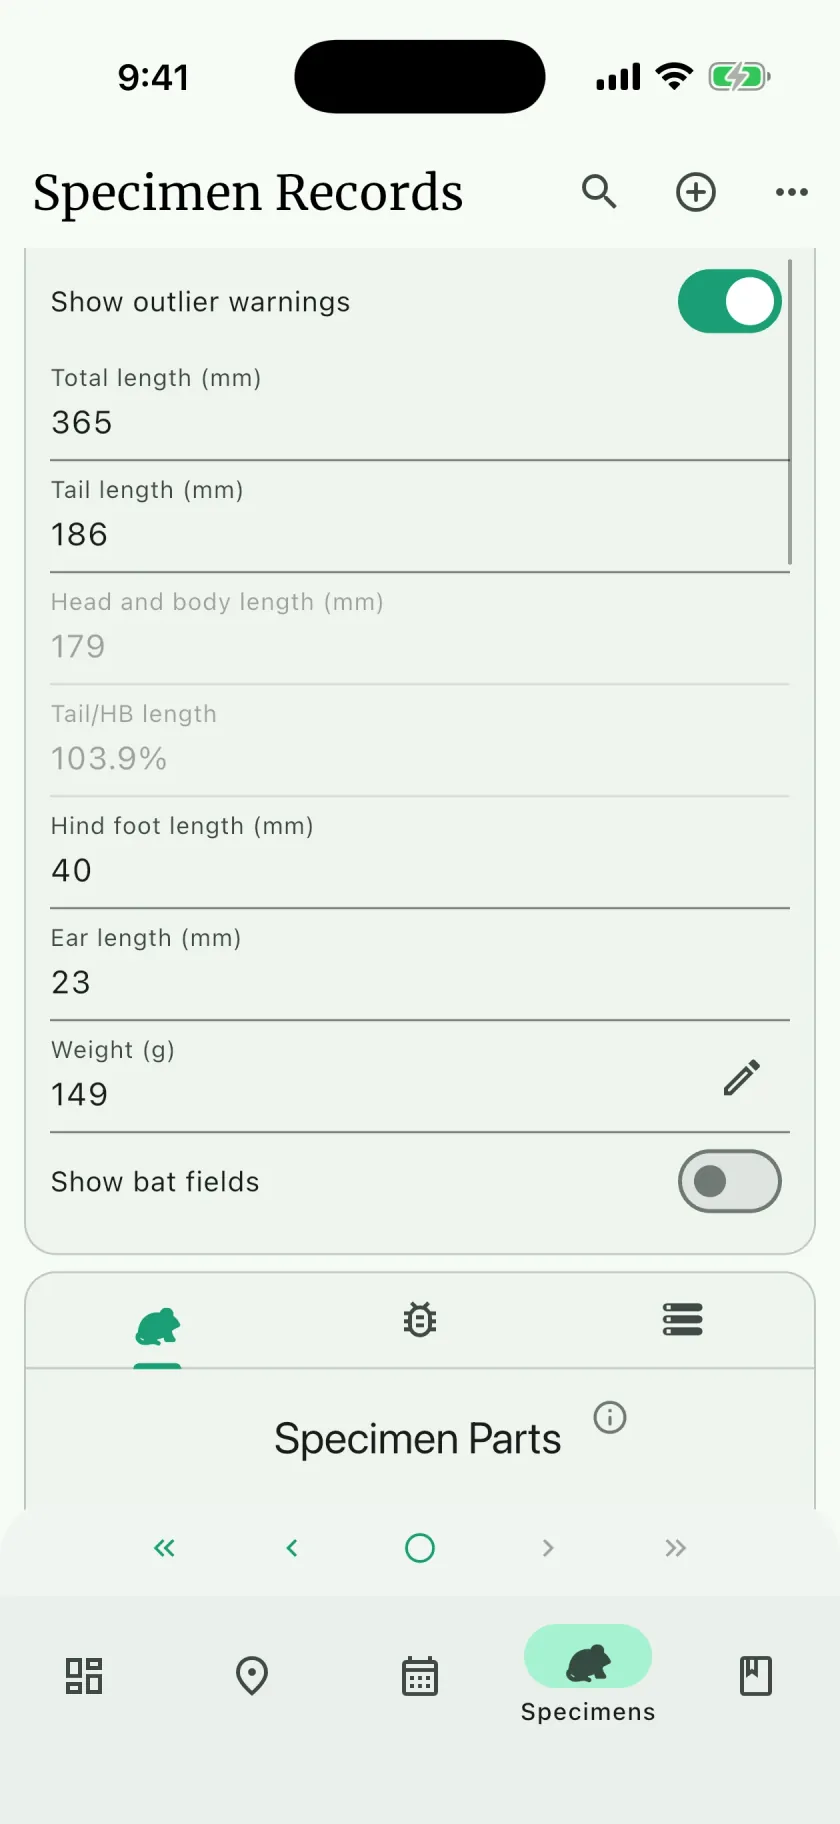 9:41
Specimen Records
Show outlier warnings
Total length (mm)
365
Tail length (mm)
186
Head and body length (mm)
179
Tail/HB length
103.9%
Hind foot length (mm)
40
Ear length (mm)
23
Weight (g)
149
Show bat fields
Specimen Parts
Specimens